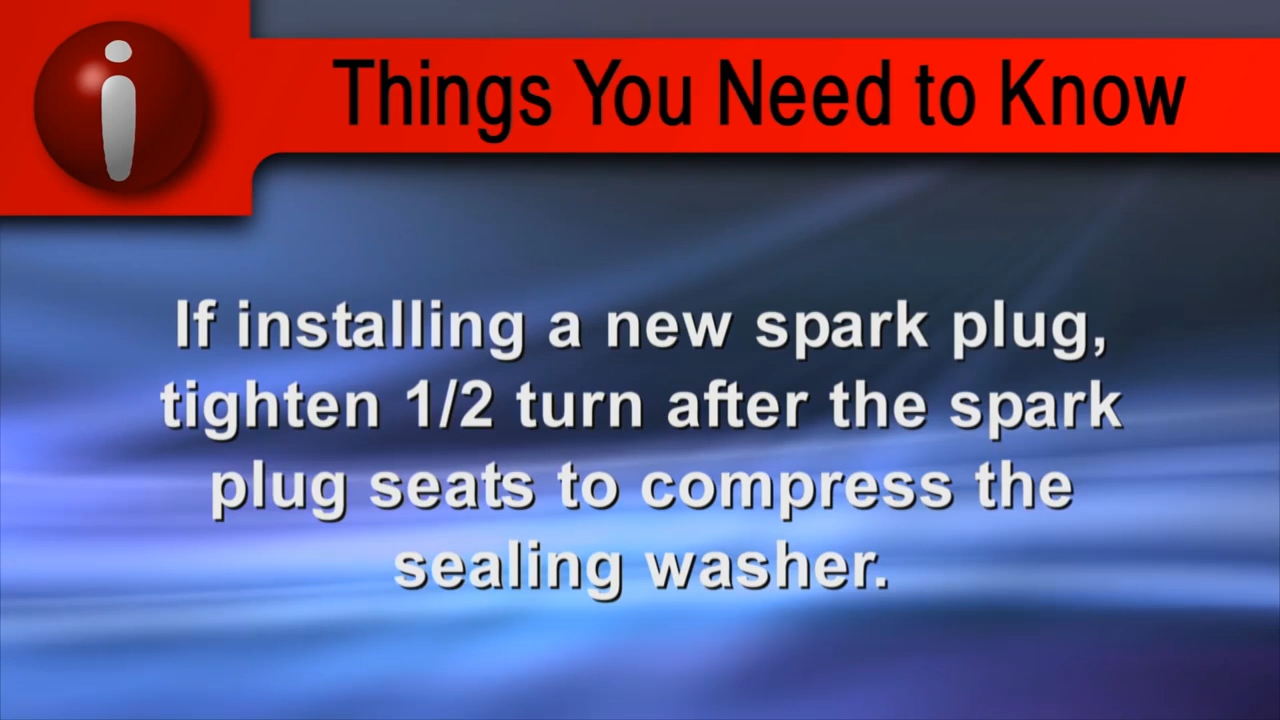 Things You Need to Know
If installing a new spark plug,
tighten 1/2 turn after the spark
plug seats to compress the
sealing washer.